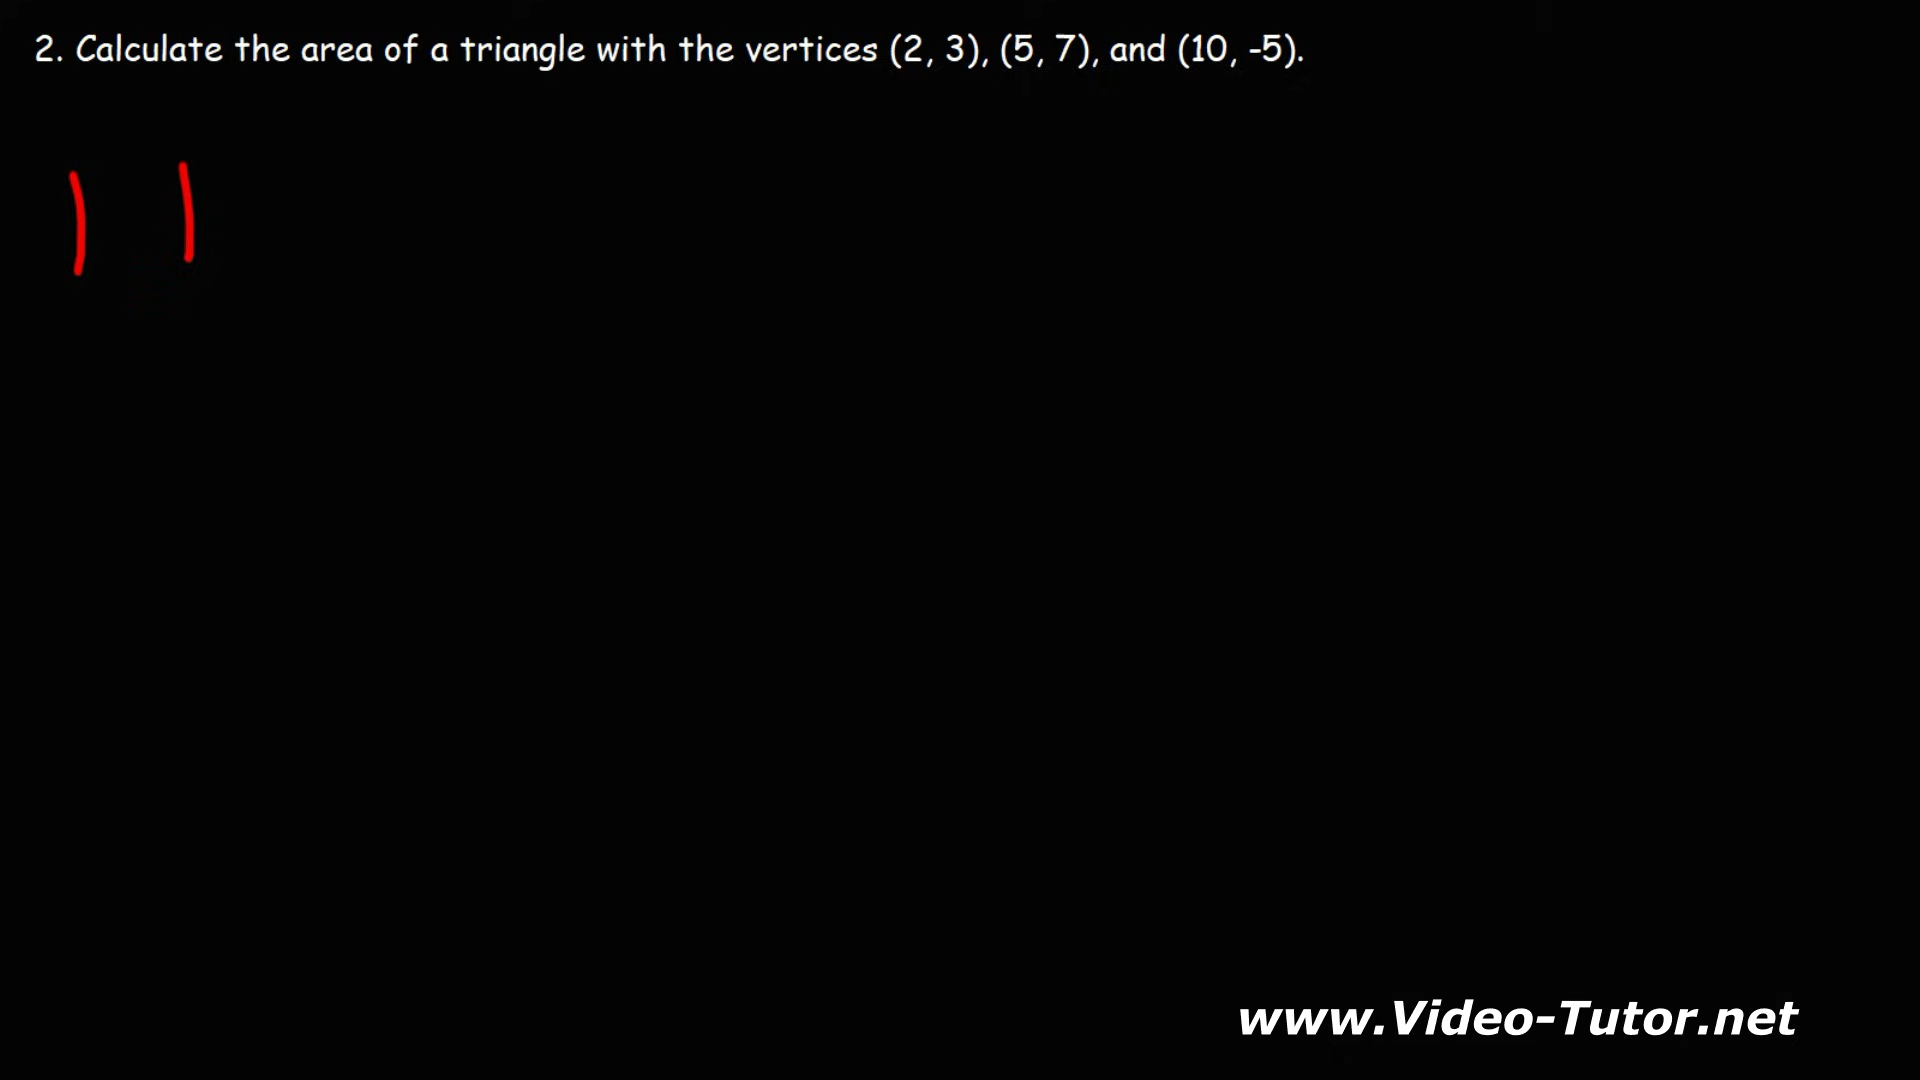 2. Calculate the area of a triangle with the vertices (2, 3), (5, 7), and (10, -5).
www.Video-Tutor.net